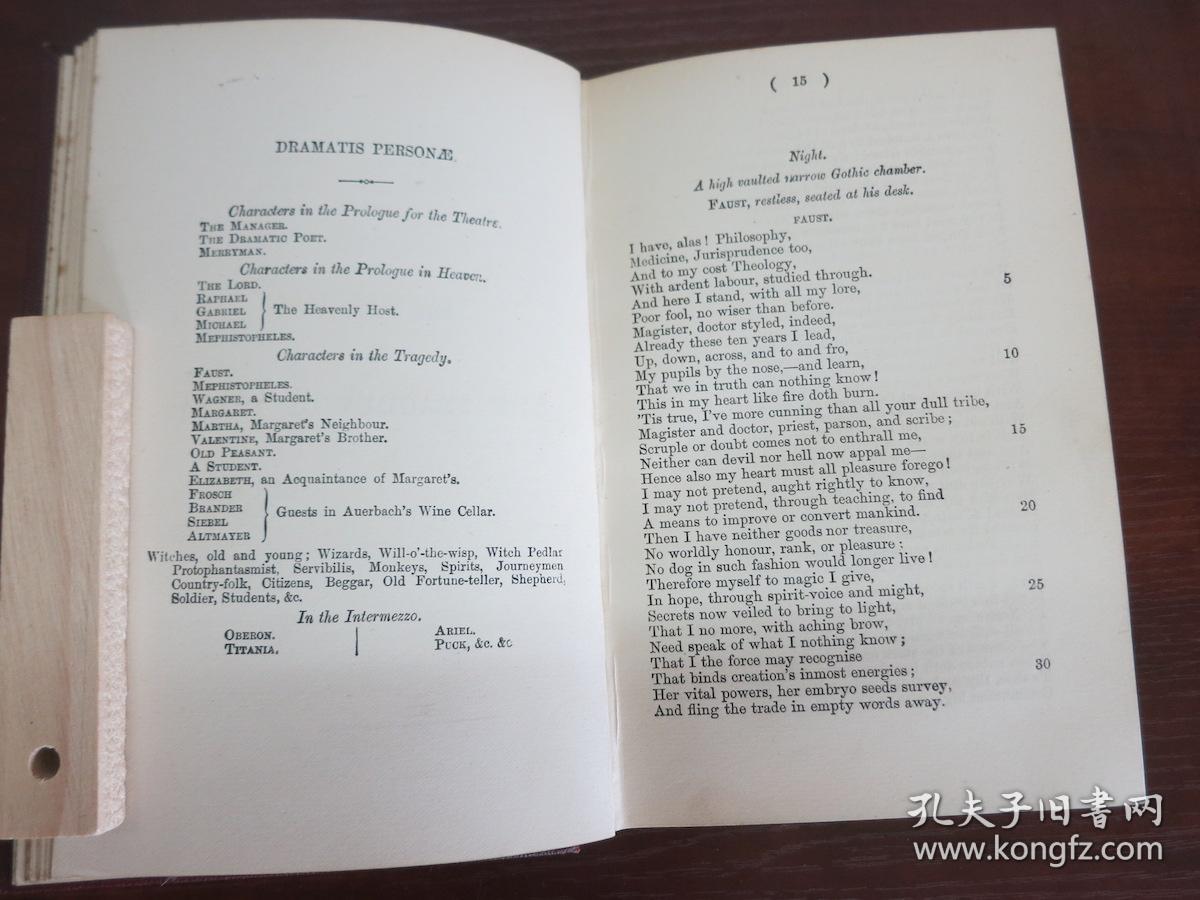 DRAMATIS PERSONÆ.
Characters in the Prologue for the Theatre.
THE MANAGER.
THE DRAMATIC POET.
MERRYMAN.
Characters in the Prologue in Heaven.
THE LORD.
RAPHAEL
GABRIEL } The Heavenly Host.
MICHAEL
MEPHISTOPHELES.
Characters in the Tragedy.
FAUST.
MEPHISTOPHELES.
WAGNER, a Student.
MARGARET.
MARTHA, Margaret's Neighbour.
VALENTINE, Margaret's Brother.
OLD PEASANT.
A STUDENT.
ELIZABETH, an Acquaintance of Margaret's.
FROSCH
BRANDER
SIEBEL } Guests in Auerbach's Wine Cellar.
ALTMAYER
Witches, old and young; Wizards, Will-o'-the-wisp, Witch Pedlar
Protophantasmist, Servibilis, Monkeys, Spirits, Journeymen
Country-folk, Citizens, Beggar, Old Fortune-teller, Shepherd,
Soldier, Students, &c.
In the Intermezzo.
OBERON. | ARIEL.
TITANIA. | PUCK, &c. &c
( 15 )
Night.
A high vaulted narrow Gothic chamber.
FAUST, restless, seated at his desk.
FAUST.
I have, alas! Philosophy,
Medicine, Jurisprudence too,
And to my cost Theology,
With ardent labour, studied through.
And here I stand, with all my lore, 5
Poor fool, no wiser than before.
Magister, doctor styled, indeed,
Already these ten years I lead,
Up, down, across, and to and fro,
My pupils by the nose,—and learn, 10
That we in truth can nothing know!
This in my heart like fire doth burn.
'Tis true, I've more cunning than all your dull tribe,
Magister and doctor, priest, parson, and scribe;
Scruple or doubt comes not to enthrall me, 15
Neither can devil nor hell now appal me—
Hence also my heart must all pleasure forego!
I may not pretend, aught rightly to know,
I may not pretend, through teaching, to find
A means to improve or convert mankind. 20
Then I have neither goods nor treasure,
No worldly honour, rank, or pleasure;
No dog in such fashion would longer live!
Therefore myself to magic I give,
In hope, through spirit-voice and might, 25
Secrets now veiled to bring to light,
That I no more, with aching brow,
Need speak of what I nothing know;
That I the force may recognise
That binds creation's inmost energies; 30
Her vital powers, her embryo seeds survey,
And fling the trade in empty words away.
孔夫子旧书网
www.kongfz.com